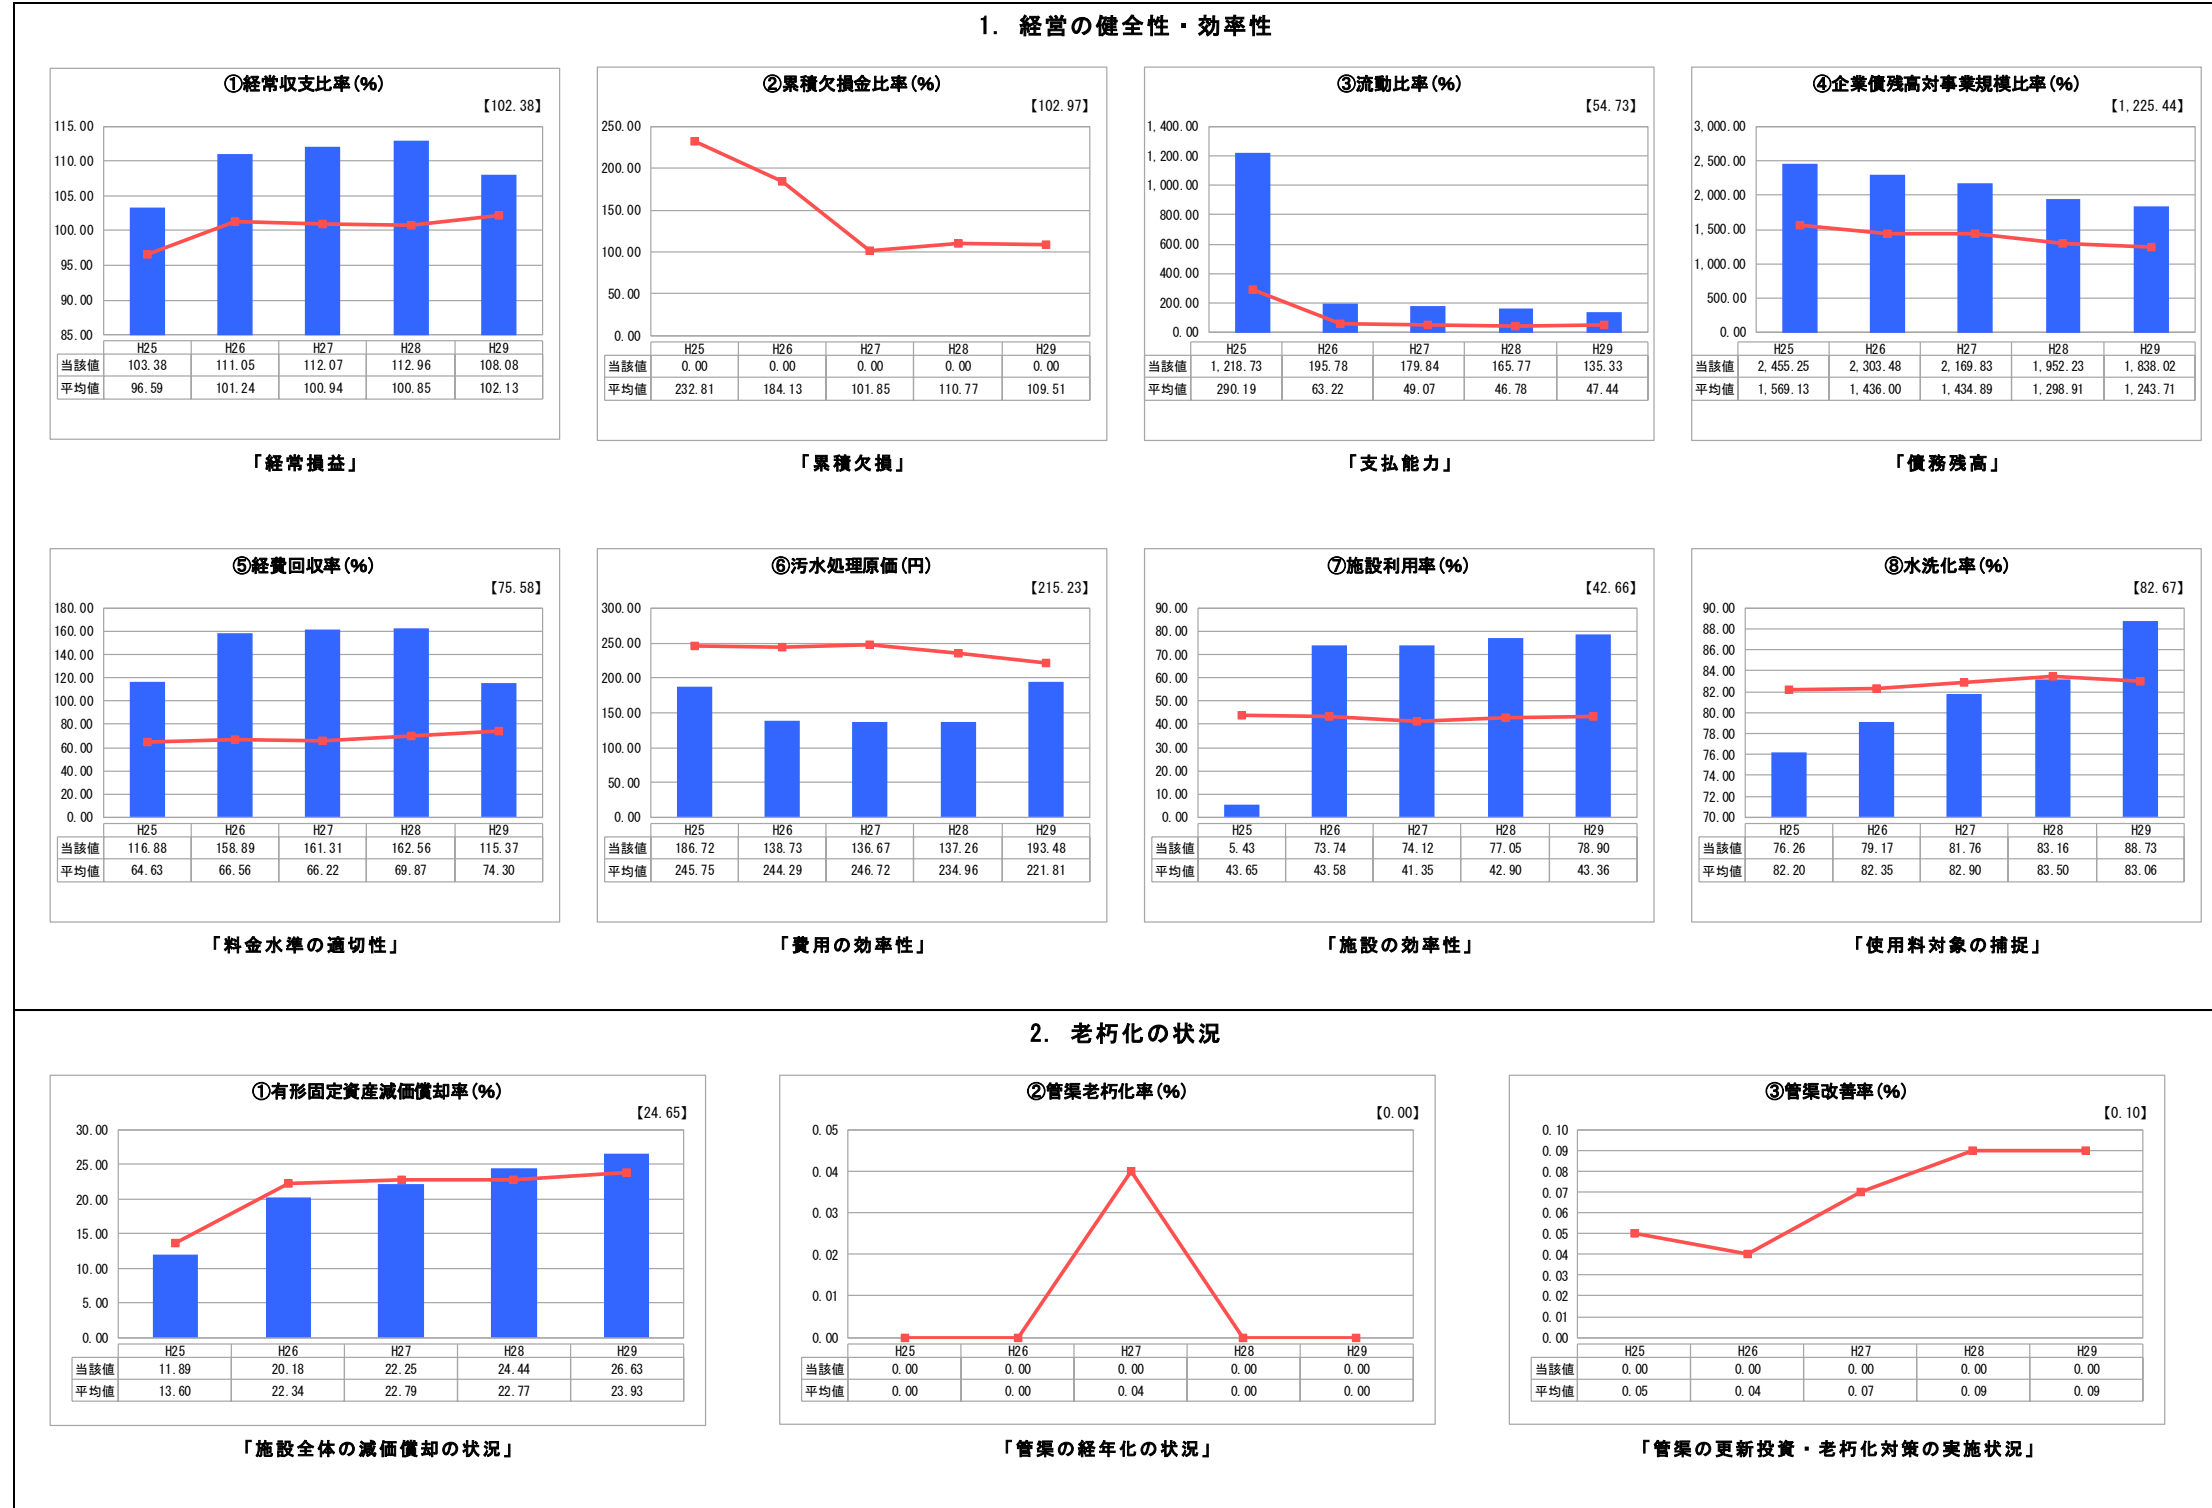 1. 経営の健全性・効率性
①経常収支比率(%)
【102.38】
115.00
110.00
105.00
100.00
95.00
90.00
85.00
H25 H26 H27 H28 H29
当該値 103.38 111.05 112.07 112.96 108.08
平均値 96.59 101.24 100.94 100.85 102.13
「経常損益」
②累積欠損金比率(%)
【102.97】
250.00
200.00
150.00
100.00
50.00
0.00
H25 H26 H27 H28 H29
当該値 0.00 0.00 0.00 0.00 0.00
平均値 232.81 184.13 101.85 110.77 109.51
「累積欠損」
③流動比率(%)
【54.73】
1,400.00
1,200.00
1,000.00
800.00
600.00
400.00
200.00
0.00
H25 H26 H27 H28 H29
当該値 1,218.73 195.78 179.84 165.77 135.33
平均値 290.19 63.22 49.07 46.78 47.44
「支払能力」
④企業債残高対事業規模比率(%)
【1,225.44】
3,000.00
2,500.00
2,000.00
1,500.00
1,000.00
500.00
0.00
H25 H26 H27 H28 H29
当該値 2,455.25 2,303.48 2,169.83 1,952.23 1,838.02
平均値 1,569.13 1,436.00 1,434.89 1,298.91 1,243.71
「債務残高」
⑤経費回収率(%)
【75.58】
180.00
160.00
140.00
120.00
100.00
80.00
60.00
40.00
20.00
0.00
H25 H26 H27 H28 H29
当該値 116.88 158.89 161.31 162.56 115.37
平均値 64.63 66.56 66.22 69.87 74.30
「料金水準の適切性」
⑥汚水処理原価(円)
【215.23】
300.00
250.00
200.00
150.00
100.00
50.00
0.00
H25 H26 H27 H28 H29
当該値 186.72 138.73 136.67 137.26 193.48
平均値 245.75 244.29 246.72 234.96 221.81
「費用の効率性」
⑦施設利用率(%)
【42.66】
90.00
80.00
70.00
60.00
50.00
40.00
30.00
20.00
10.00
0.00
H25 H26 H27 H28 H29
当該値 5.43 73.74 74.12 77.05 78.90
平均値 43.65 43.58 41.35 42.90 43.36
「施設の効率性」
⑧水洗化率(%)
【82.67】
90.00
88.00
86.00
84.00
82.00
80.00
78.00
76.00
74.00
72.00
70.00
H25 H26 H27 H28 H29
当該値 76.26 79.17 81.76 83.16 88.73
平均値 82.20 82.35 82.90 83.50 83.06
「使用料対象の捕捉」
2. 老朽化の状況
①有形固定資産減価償却率(%)
【24.65】
30.00
25.00
20.00
15.00
10.00
5.00
0.00
H25 H26 H27 H28 H29
当該値 11.89 20.18 22.25 24.44 26.63
平均値 13.60 22.34 22.79 22.77 23.93
「施設全体の減価償却の状況」
②管渠老朽化率(%)
【0.00】
0.05
0.04
0.03
0.02
0.01
0.00
H25 H26 H27 H28 H29
当該値 0.00 0.00 0.00 0.00 0.00
平均値 0.00 0.00 0.04 0.00 0.00
「管渠の経年化の状況」
③管渠改善率(%)
【0.10】
0.10
0.09
0.08
0.07
0.06
0.05
0.04
0.03
0.02
0.01
0.00
H25 H26 H27 H28 H29
当該値 0.00 0.00 0.00 0.00 0.00
平均値 0.05 0.04 0.07 0.09 0.09
「管渠の更新投資・老朽化対策の実施状況」